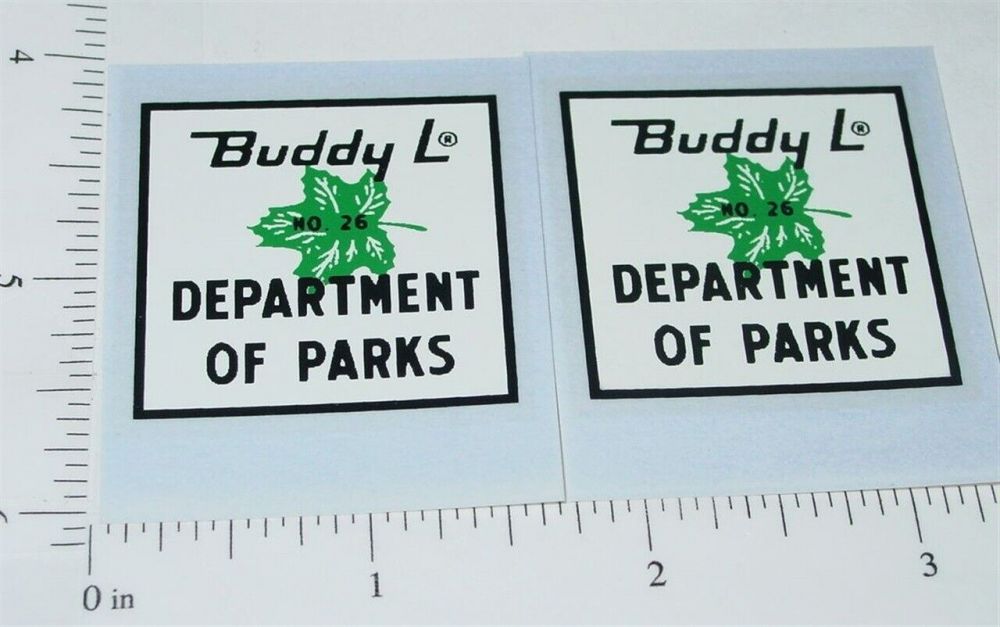 Buddy L®
NO. 26
DEPARTMENT
OF PARKS
Buddy L®
NO. 26
DEPARTMENT
OF PARKS
4
5
6
0 in
1
2
3